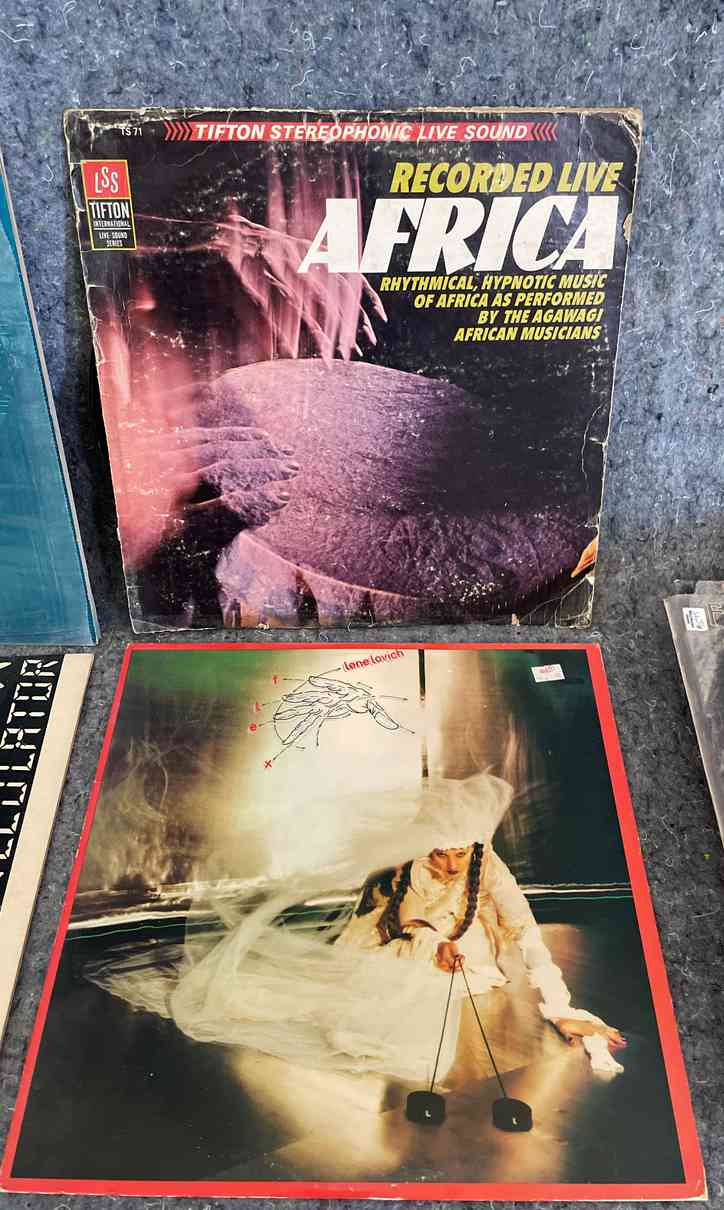 TS 71
TIFTON STEREOPHONIC LIVE SOUND
LSS
TIFTON
INTERNATIONAL
LIVE-SOUND
SERIES
RECORDED LIVE
AFRICA
RHYTHMICAL, HYPNOTIC MUSIC
OF AFRICA AS PERFORMED
BY THE AGAWAGI
AFRICAN MUSICIANS
lene lovich
f
l
e
x
L
L